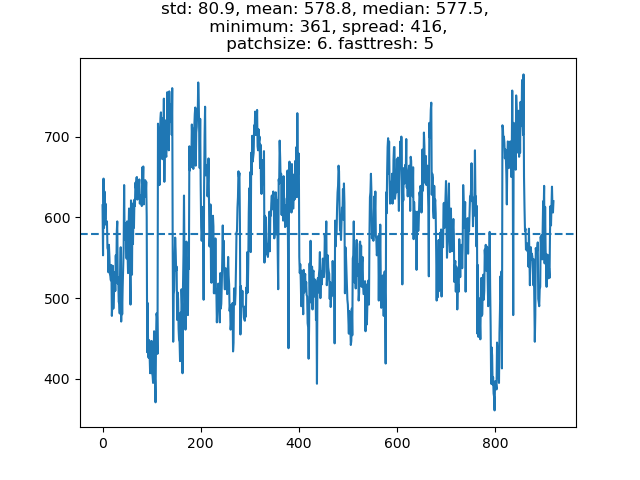 std: 80.9, mean: 578.8, median: 577.5,
minimum: 361, spread: 416,
patchsize: 6. fasttresh: 5
700
600
500
400
0 200 400 600 800